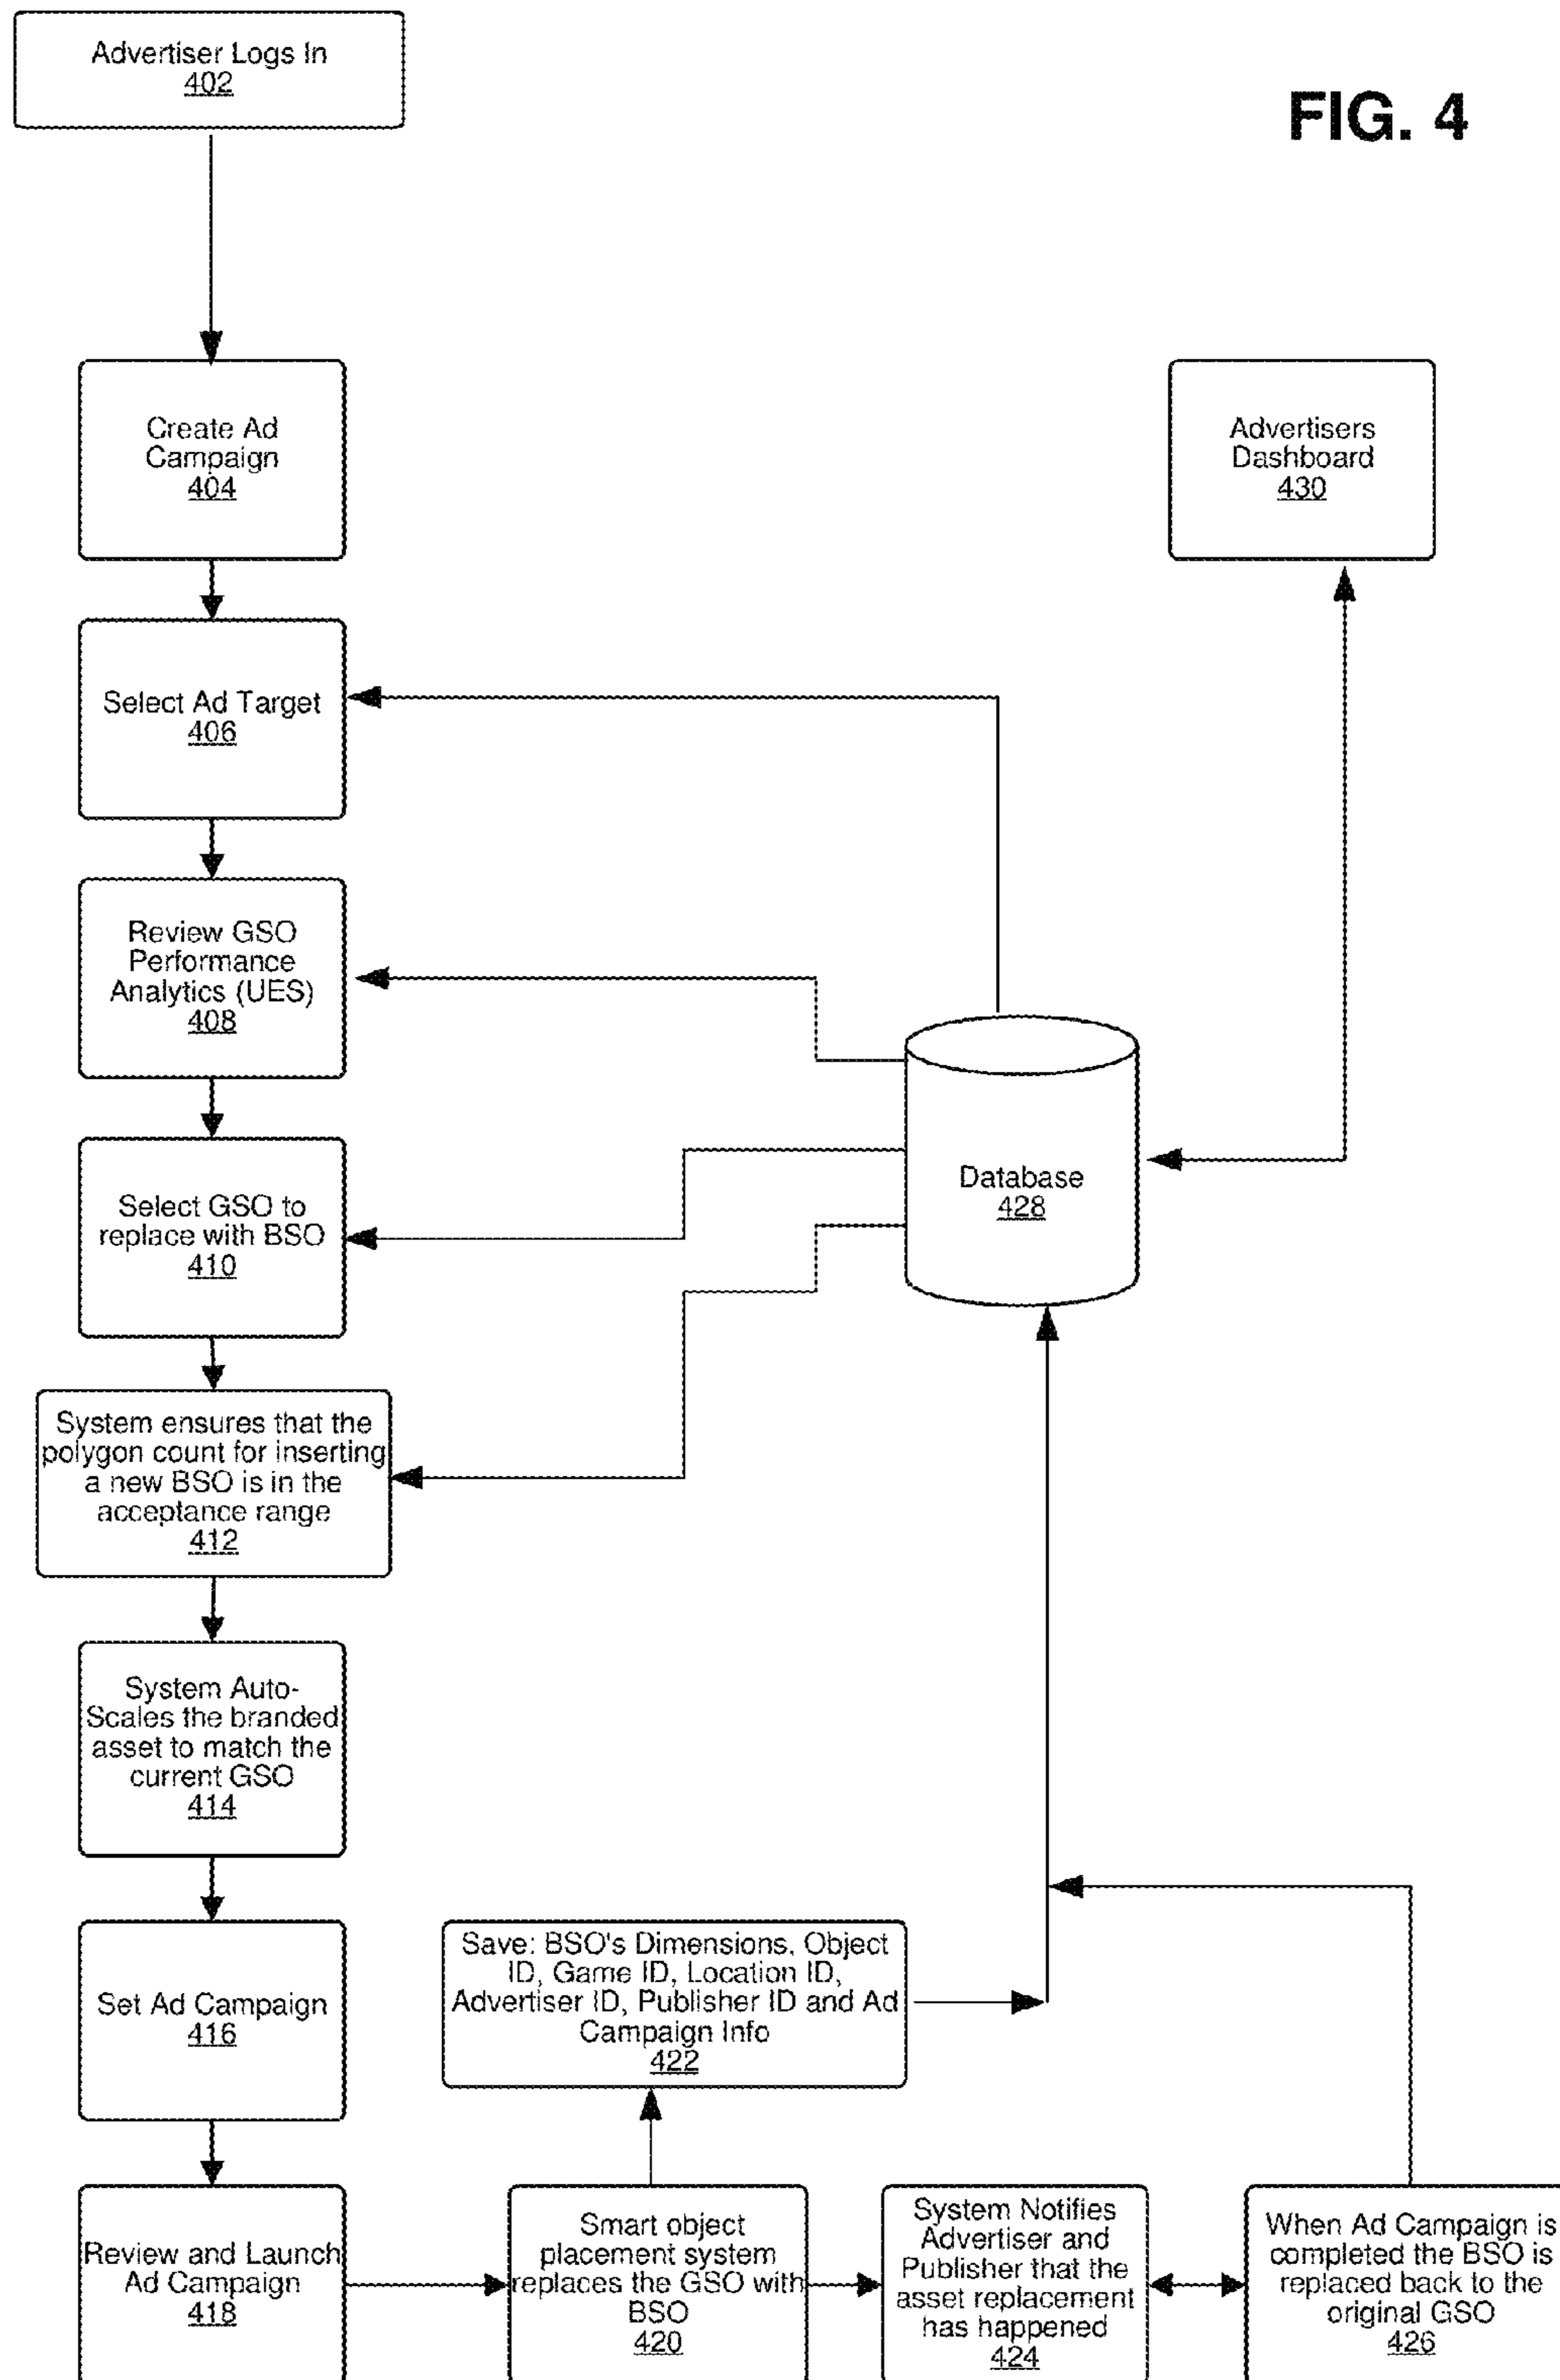 Advertiser Logs In
402
FIG. 4
Create Ad
Campaign
404
Advertisers
Dashboard
430
Select Ad Target
406
Review GSO
Performance
Analytics (UES)
408
Select GSO to
replace with BSO
410
Database
428
System ensures that the
polygon count for inserting
a new BSO is in the
acceptance range
412
System Auto-
Scales the branded
asset to match the
current GSO
414
Set Ad Campaign
416
Save: BSO's Dimensions, Object
ID, Game ID, Location ID,
Advertiser ID, Publisher ID and Ad
Campaign Info
422
Review and Launch
Ad Campaign
418
Smart object
placement system
replaces the GSO with
BSO
420
System Notifies
Advertiser and
Publisher that the
asset replacement
has happened
424
When Ad Campaign is
completed the BSO is
replaced back to the
original GSO
426